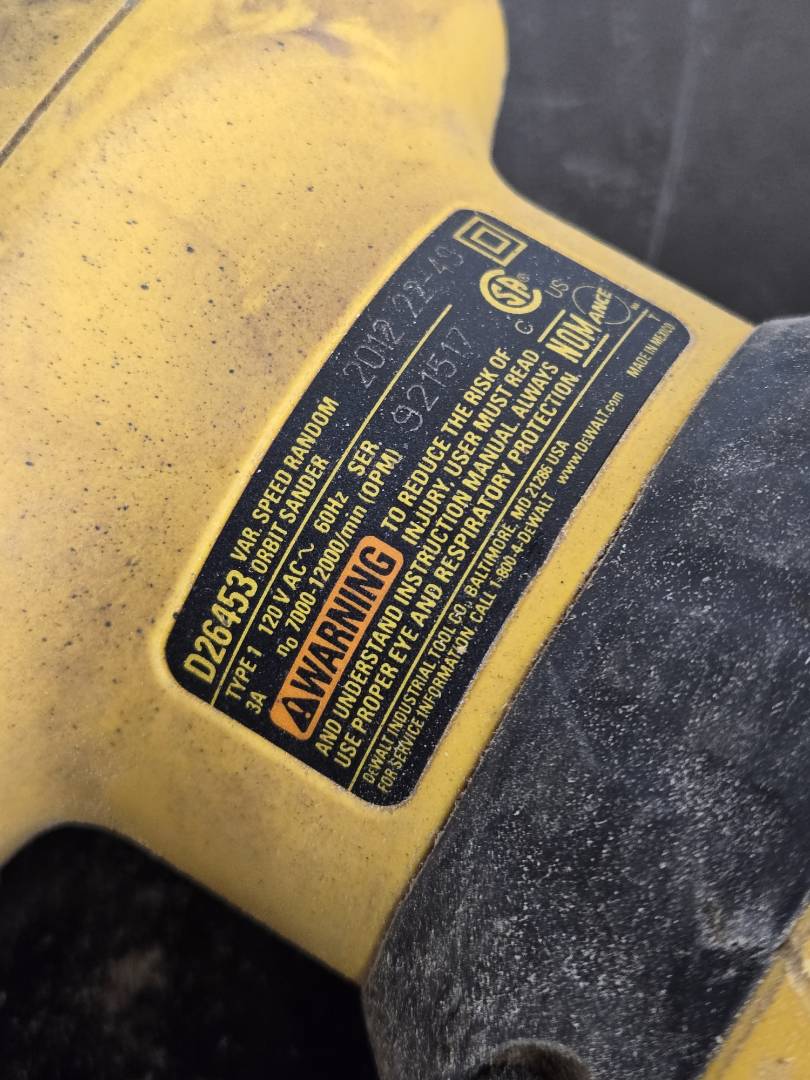 D26453 VAR. SPEED RANDOM
ORBIT SANDER
2012 22-49
TYPE 1 120 V AC~ 60Hz SER. 921517
3A no 7000-12000/min (OPM)
WARNING TO REDUCE THE RISK OF
INJURY, USER MUST READ
AND UNDERSTAND INSTRUCTION MANUAL. ALWAYS
USE PROPER EYE AND RESPIRATORY PROTECTION.
DEWALT INDUSTRIAL TOOL CO., BALTIMORE, MD 21286 USA
FOR SERVICE INFORMATION, CALL 1-800-4-DEWALT www.DEWALT.com
SA®
C US
NOM ANCE
MADE IN MEXICO
T